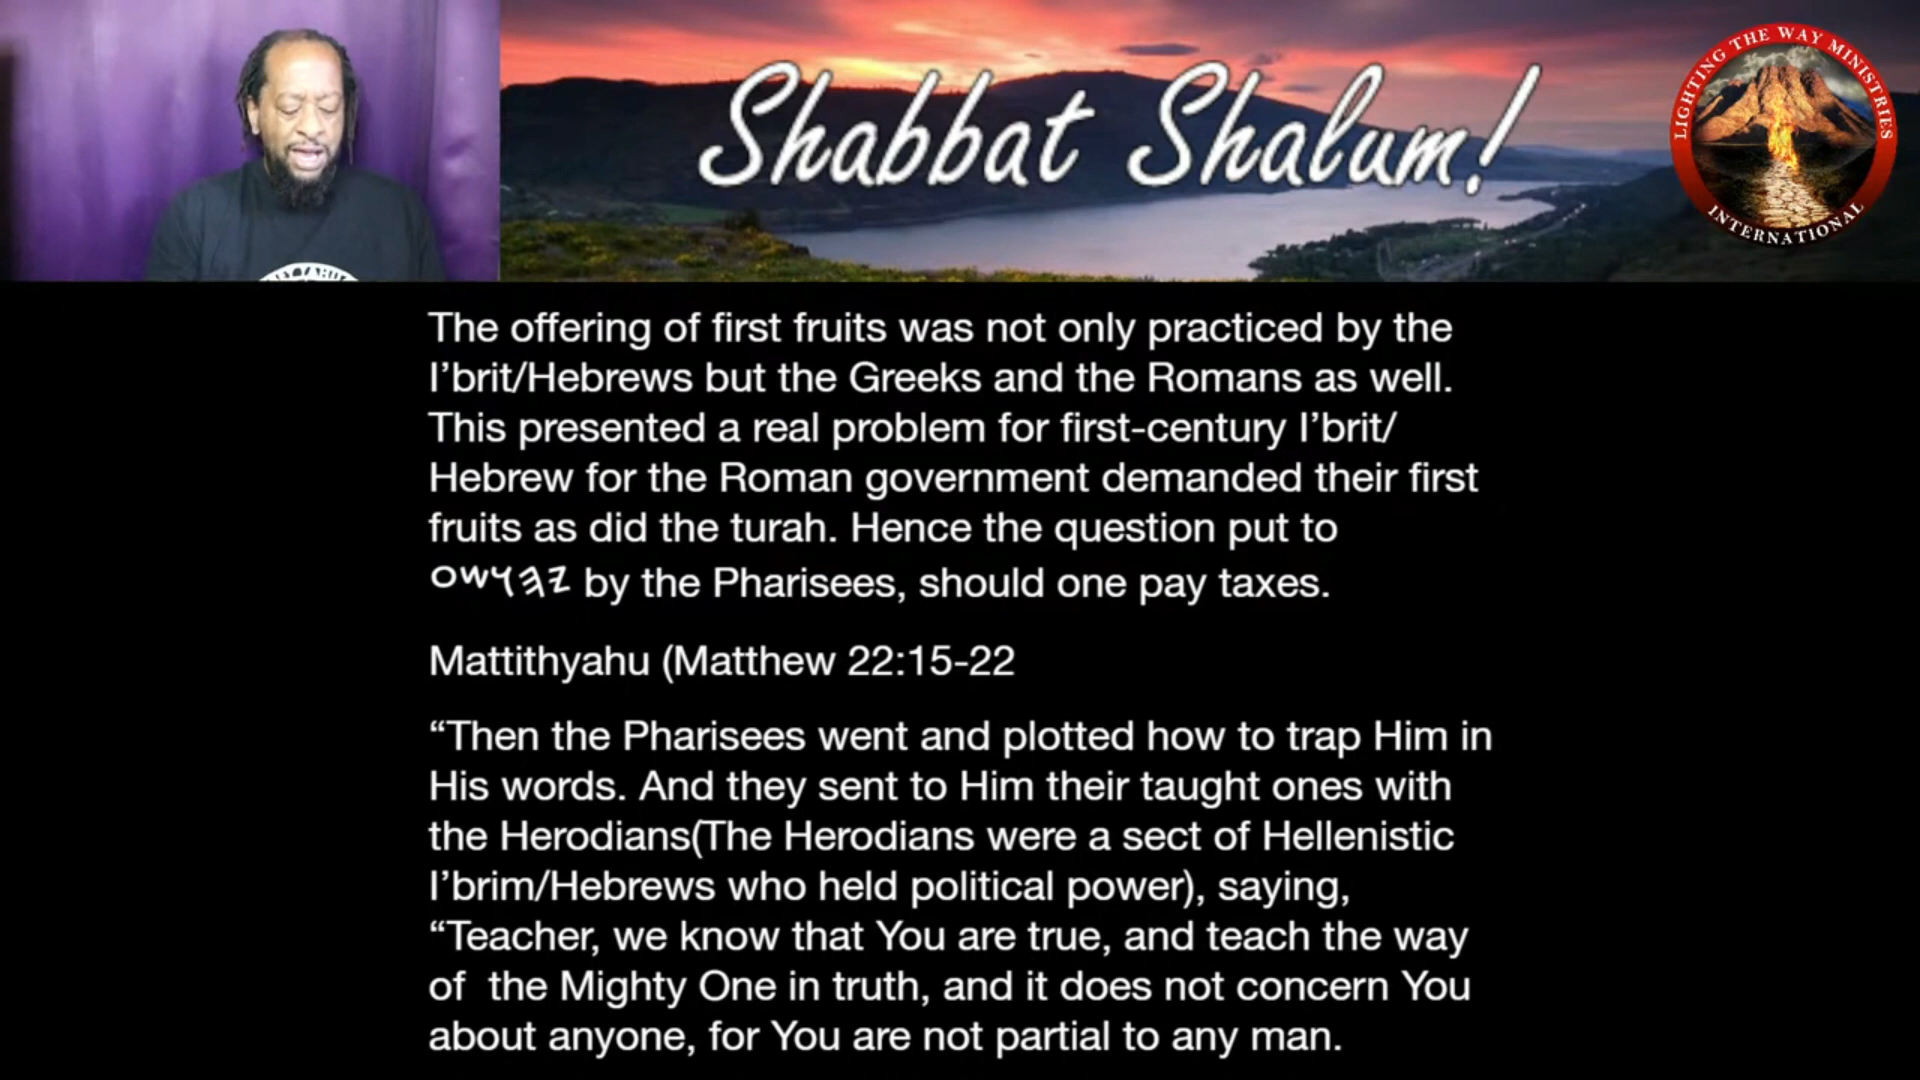 Shabbat Shalum!
LIGHTING THE WAY MINISTRIES
INTERNATIONAL
The offering of first fruits was not only practiced by the
I’brit/Hebrews but the Greeks and the Romans as well.
This presented a real problem for first-century I’brit/
Hebrew for the Roman government demanded their first
fruits as did the turah. Hence the question put to
𐤉𐤄𐤅𐤔𐤏 by the Pharisees, should one pay taxes.
Mattithyahu (Matthew 22:15-22
“Then the Pharisees went and plotted how to trap Him in
His words. And they sent to Him their taught ones with
the Herodians(The Herodians were a sect of Hellenistic
I’brim/Hebrews who held political power), saying,
“Teacher, we know that You are true, and teach the way
of  the Mighty One in truth, and it does not concern You
about anyone, for You are not partial to any man.